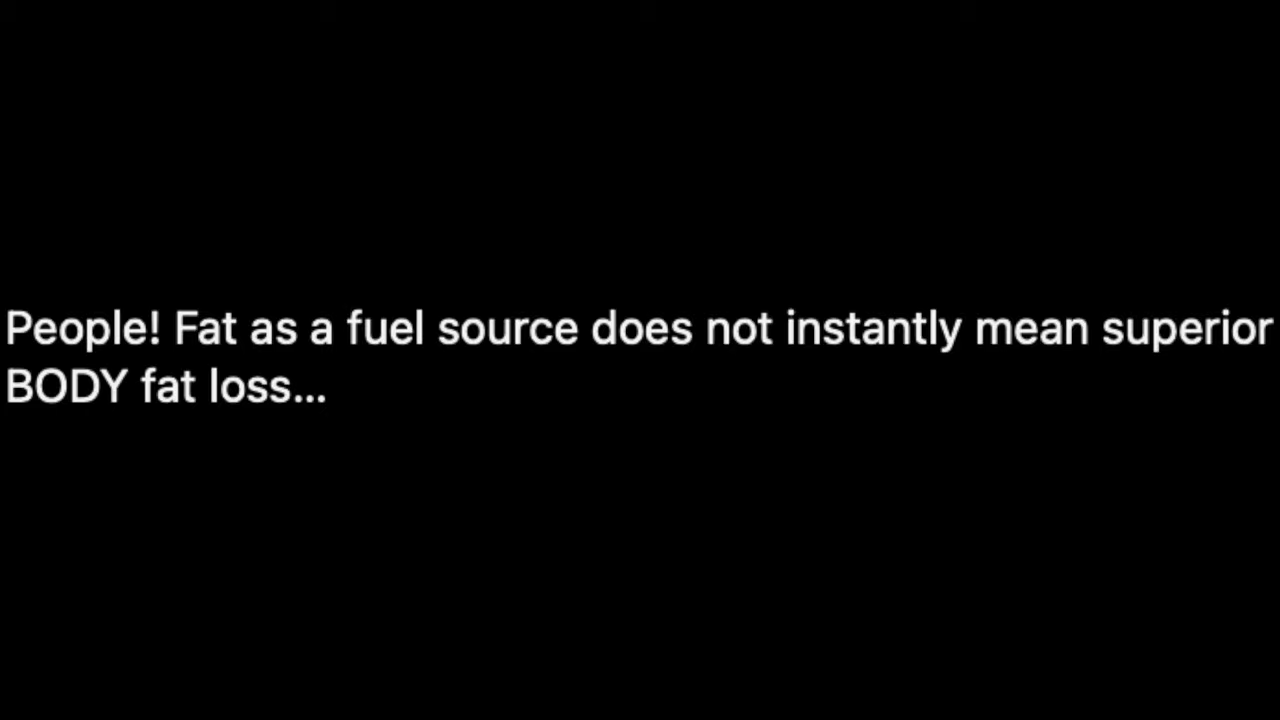 People! Fat as a fuel source does not instantly mean superior
BODY fat loss...